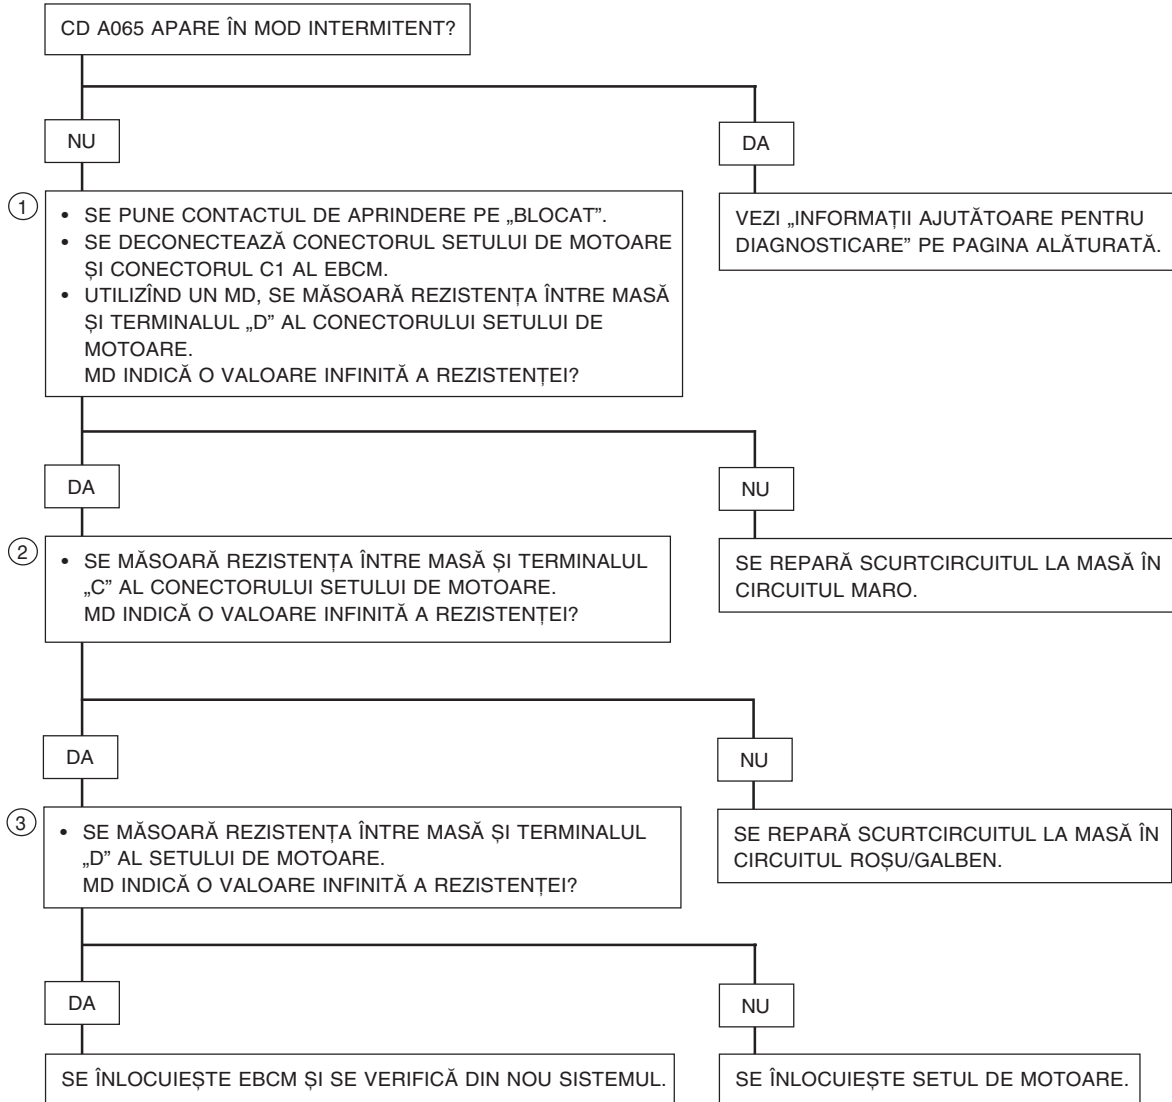 CD A065 APARE ÎN MOD INTERMITENT?
NU
DA
1
• SE PUNE CONTACTUL DE APRINDERE PE „BLOCAT”.
• SE DECONECTEAZĂ CONECTORUL SETULUI DE MOTOARE
ȘI CONECTORUL C1 AL EBCM.
• UTILIZÎND UN MD, SE MĂSOARĂ REZISTENȚA ÎNTRE MASĂ
ȘI TERMINALUL „D” AL CONECTORULUI SETULUI DE
MOTOARE.
MD INDICĂ O VALOARE INFINITĂ A REZISTENȚEI?
VEZI „INFORMAȚII AJUTĂTOARE PENTRU
DIAGNOSTICARE” PE PAGINA ALĂTURATĂ.
DA
NU
2
• SE MĂSOARĂ REZISTENȚA ÎNTRE MASĂ ȘI TERMINALUL
„C” AL CONECTORULUI SETULUI DE MOTOARE.
MD INDICĂ O VALOARE INFINITĂ A REZISTENȚEI?
SE REPARĂ SCURTCIRCUITUL LA MASĂ ÎN
CIRCUITUL MARO.
DA
NU
3
• SE MĂSOARĂ REZISTENȚA ÎNTRE MASĂ ȘI TERMINALUL
„D” AL SETULUI DE MOTOARE.
MD INDICĂ O VALOARE INFINITĂ A REZISTENȚEI?
SE REPARĂ SCURTCIRCUITUL LA MASĂ ÎN
CIRCUITUL ROȘU/GALBEN.
DA
NU
SE ÎNLOCUIEȘTE EBCM ȘI SE VERIFICĂ DIN NOU SISTEMUL.
SE ÎNLOCUIEȘTE SETUL DE MOTOARE.